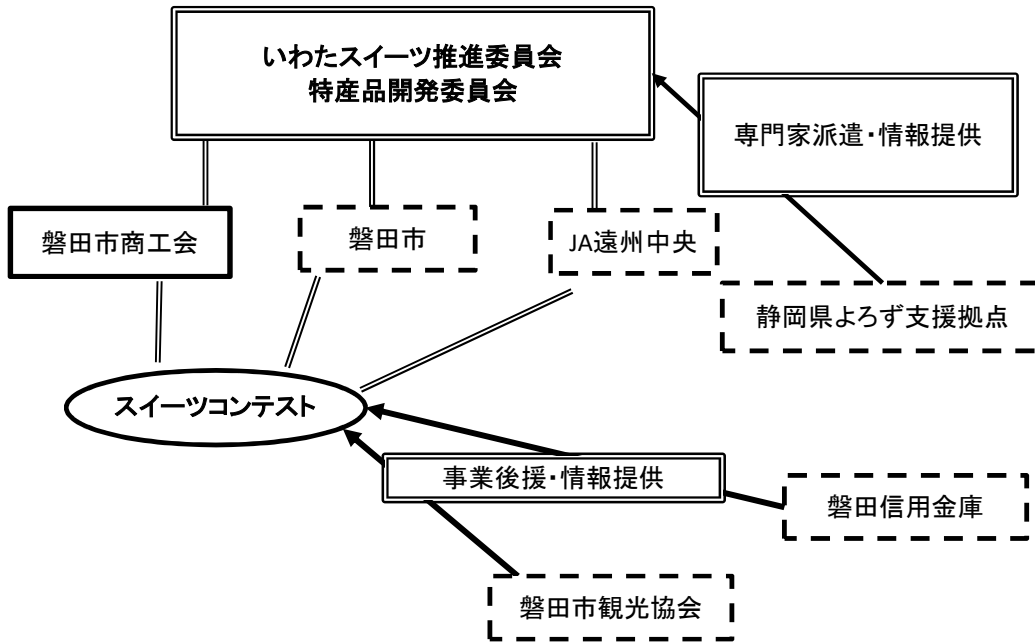 いわたスイーツ推進委員会
特産品開発委員会
専門家派遣・情報提供
磐田市商工会
磐田市
JA遠州中央
静岡県よろず支援拠点
スイーツコンテスト
事業後援・情報提供
磐田信用金庫
磐田市観光協会